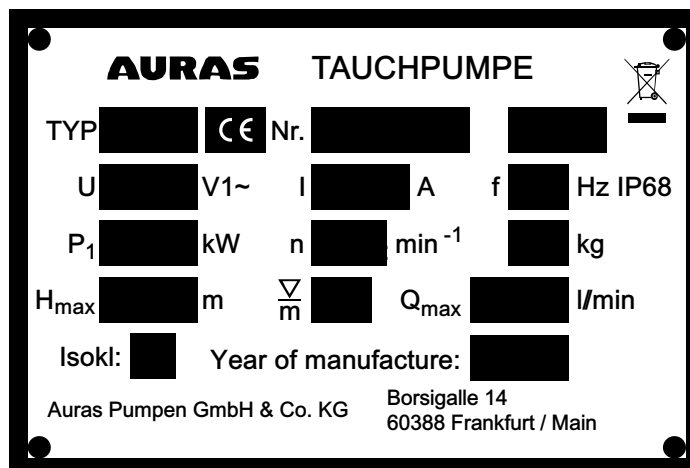 AURAS TAUCHPUMPE
TYP CE Nr.
U V1~ I A f Hz IP68
P1 kW n min-1 kg
Hmax m ▽/m Qmax l/min
Isokl: Year of manufacture:
Auras Pumpen GmbH & Co. KG
Borsigalle 14
60388 Frankfurt / Main